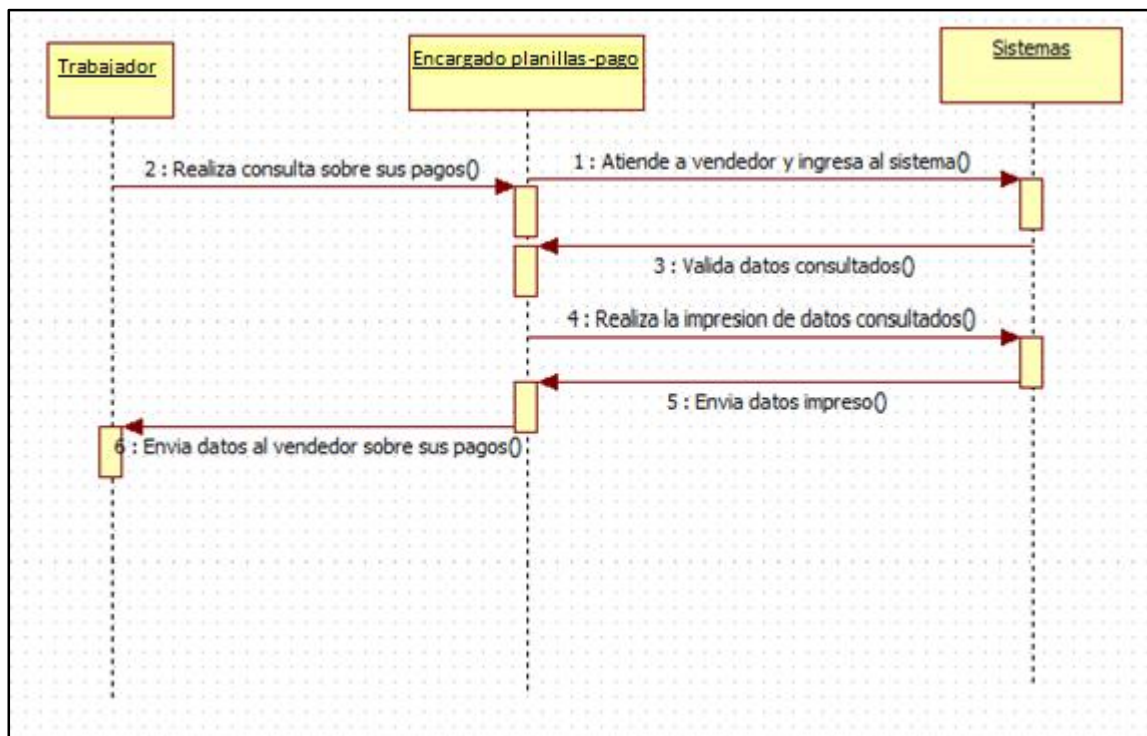 Trabajador
Encargado planillas-pago
Sistemas
2 : Realiza consulta sobre sus pagos()
1 : Atiende a vendedor y ingresa al sistema()
3 : Valida datos consultados()
4 : Realiza la impresion de datos consultados()
5 : Envia datos impreso()
6 : Envia datos al vendedor sobre sus pagos()